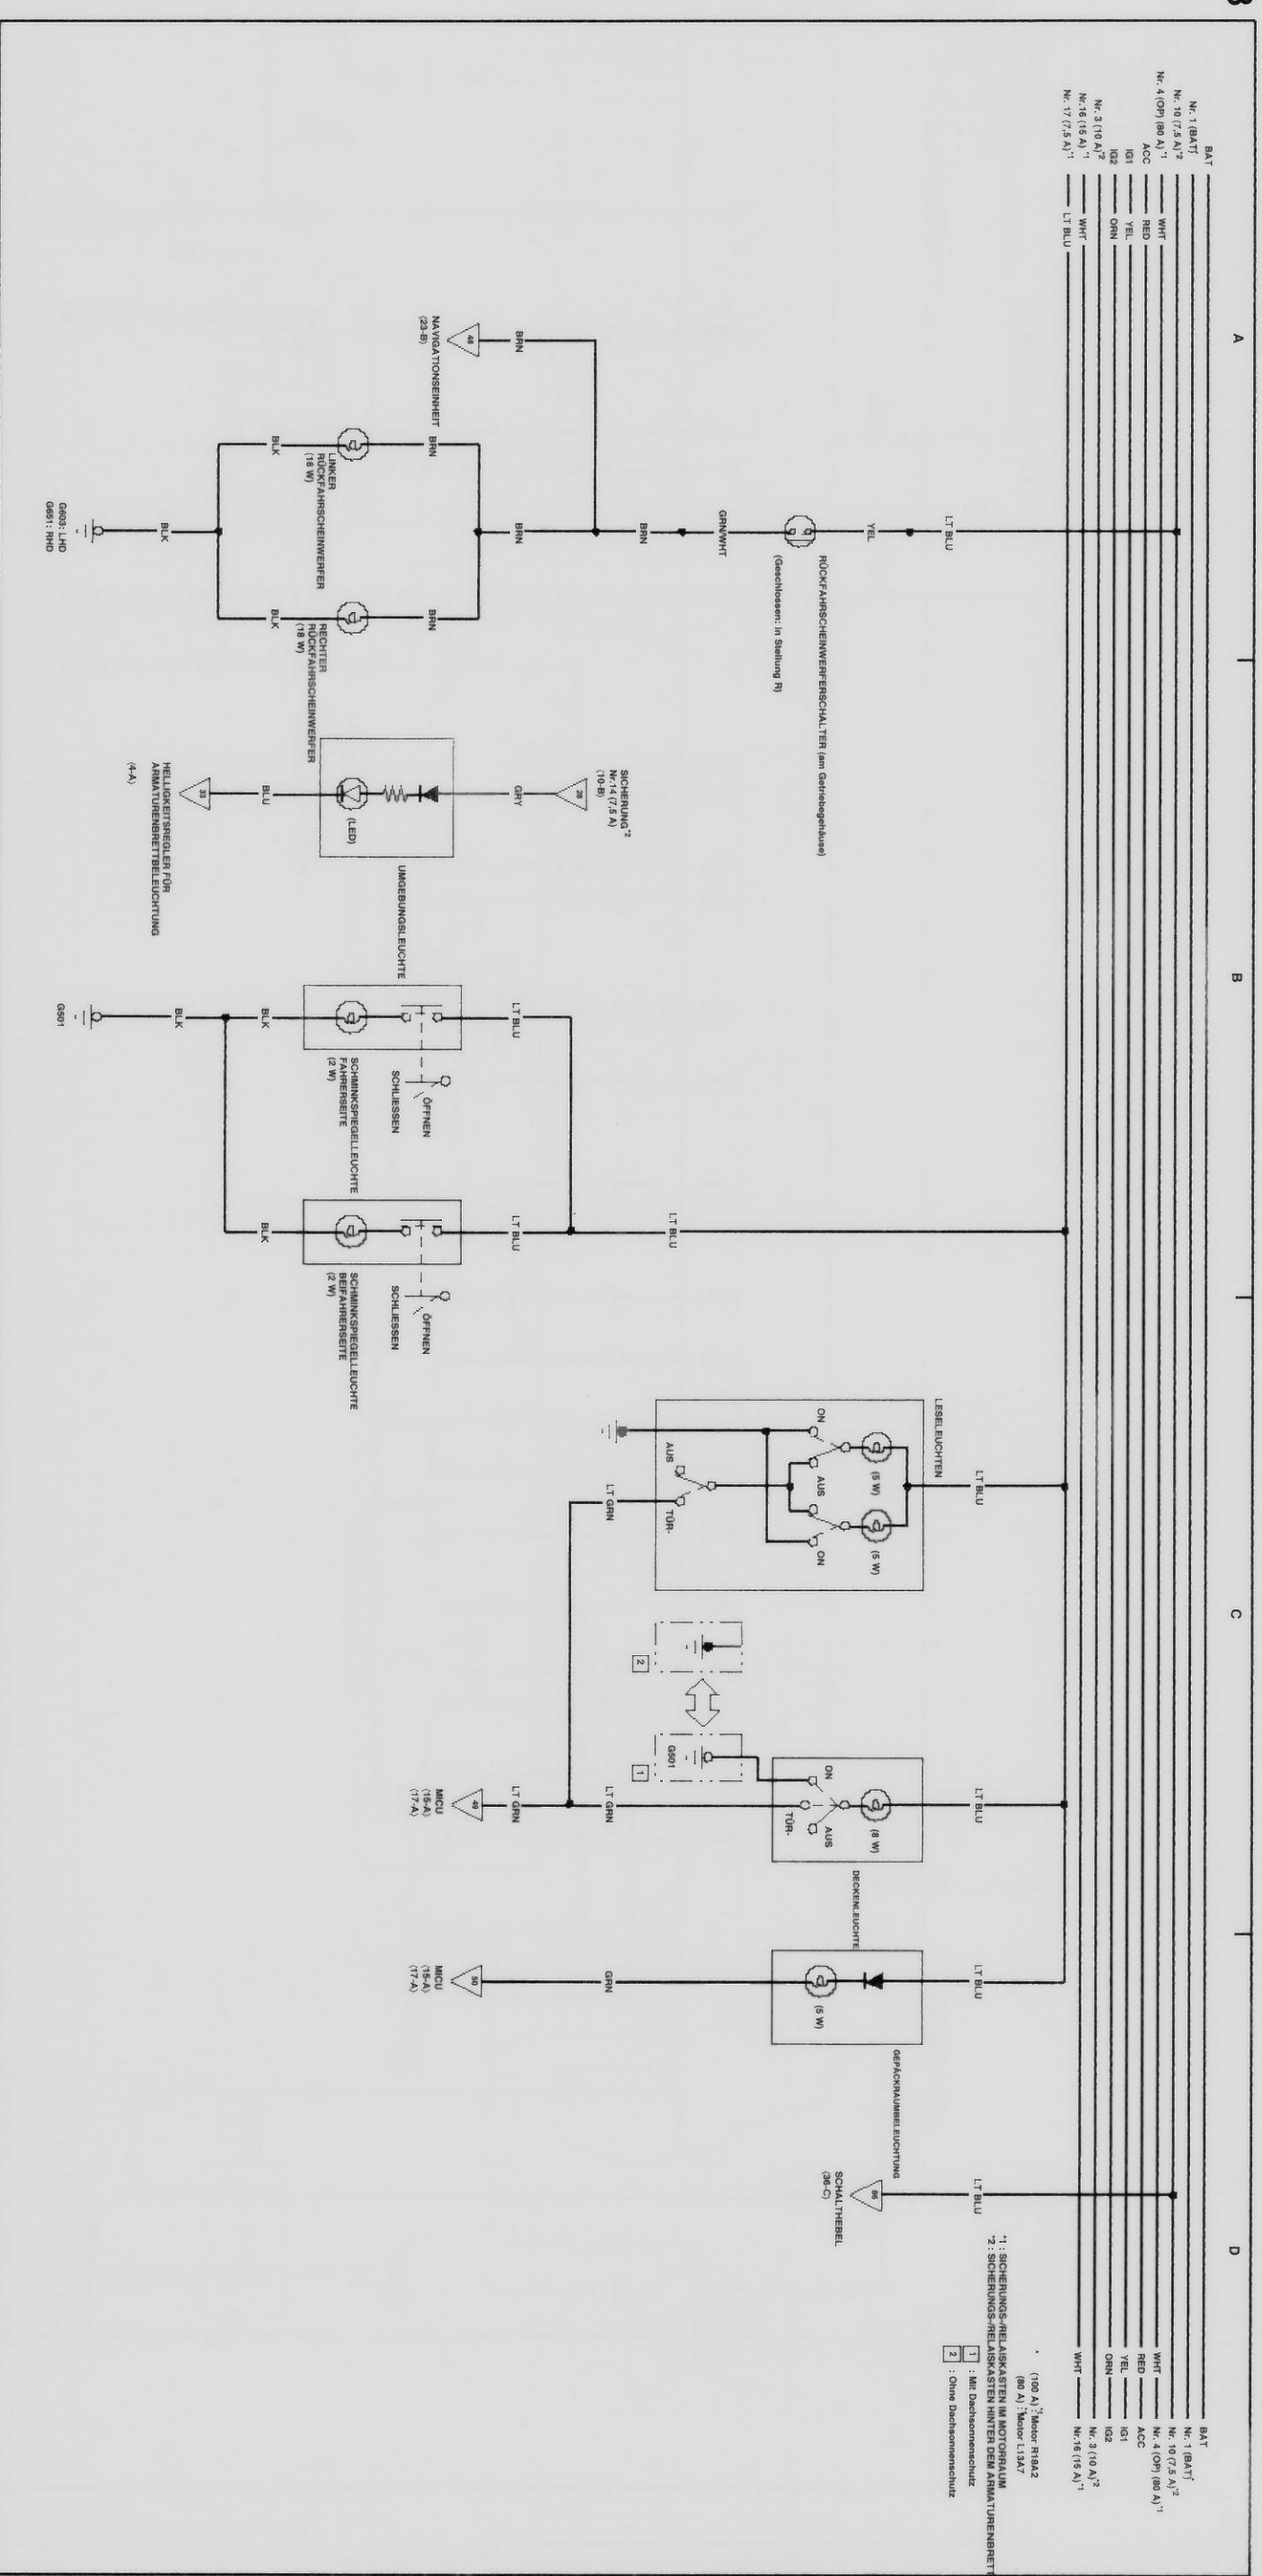 A
B
C
D
BAT
Nr. 1 (BAT)*
Nr. 10 (7,5 A)*2
Nr. 4 (OP) (80 A)*1 WHT
ACC RED
IG1 YEL
IG2 ORN
Nr. 3 (10 A)*2
Nr.16 (15 A)*1 WHT
Nr. 17 (7,5 A)*1 LT BLU
BAT
Nr. 1 (BAT)*
Nr. 10 (7,5 A)*2
WHT Nr. 4 (OP) (80 A)*1
RED ACC
YEL IG1
ORN IG2
Nr. 3 (10 A)*2
WHT Nr.16 (15 A)*1
LT BLU
YEL
RÜCKFAHRSCHEINWERFERSCHALTER (am Getriebegehäuse)
(Geschlossen: in Stellung R)
GRN/WHT
BRN
BRN
BRN
48
NAVIGATIONSEINHEIT
(23-B)
BRN
BRN
LINKER
RÜCKFAHRSCHEINWERFER
(18 W)
RECHTER
RÜCKFAHRSCHEINWERFER
(18 W)
BLK
BLK
BLK
G603: LHD
G651: RHD
SICHERUNG*2
Nr.14 (7,5 A)
(10-B)
28
GRY
(LED)
UMGEBUNGSLEUCHTE
BLU
33
HELLIGKEITSREGLER FÜR
ARMATURENBRETTBELEUCHTUNG
(4-A)
LT BLU
LT BLU
LT BLU
ÖFFNEN
SCHLIESSEN
SCHMINKSPIEGELLEUCHTE
FAHRERSEITE
(2 W)
ÖFFNEN
SCHLIESSEN
SCHMINKSPIEGELLEUCHTE
BEIFAHRERSEITE
(2 W)
BLK
BLK
BLK
G501
LT BLU
LESELEUCHTEN
(5 W)
(5 W)
ON
AUS
ON
AUS
TÜR-
LT GRN
2
1
G501
LT BLU
(8 W)
ON
AUS
TÜR-
DECKENLEUCHTE
LT GRN
LT GRN
49
MICU
(15-A)
(17-A)
LT BLU
(5 W)
GEPÄCKRAUMBELEUCHTUNG
GRN
50
MICU
(15-A)
(17-A)
LT BLU
86
SCHALTHEBEL
(36-C)
* (100 A)*1: Motor R18A2
(80 A)*1: Motor L13A7
*1 : SICHERUNGS-/RELAISKASTEN IM MOTORRAUM
*2 : SICHERUNGS-/RELAISKASTEN HINTER DEM ARMATURENBRETT
1 : Mit Dachsonnenschutz
2 : Ohne Dachsonnenschutz